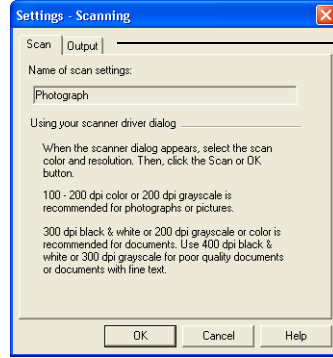 Settings - Scanning
Scan Output
Name of scan settings:
Photograph
Using your scanner driver dialog
When the scanner dialog appears, select the scan
color and resolution. Then, click the Scan or OK
button.
100 - 200 dpi color or 200 dpi grayscale is
recommended for photographs or pictures.
300 dpi black & white or 200 dpi grayscale or color is
recommended for documents. Use 400 dpi black &
white or 300 dpi grayscale for poor quality documents
or documents with fine text.
OK Cancel Help